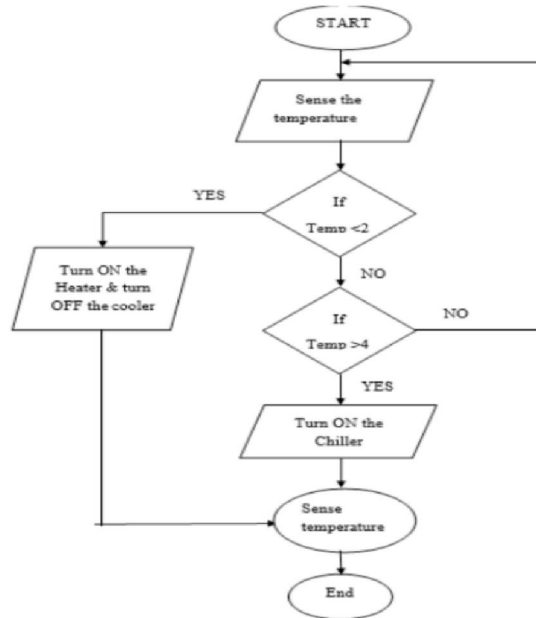 START
Sense the
temperature
If
Temp <2
YES
Turn ON the
Heater & turn
OFF the cooler
NO
If
Temp >4
NO
YES
Turn ON the
Chiller
Sense
temperature
End